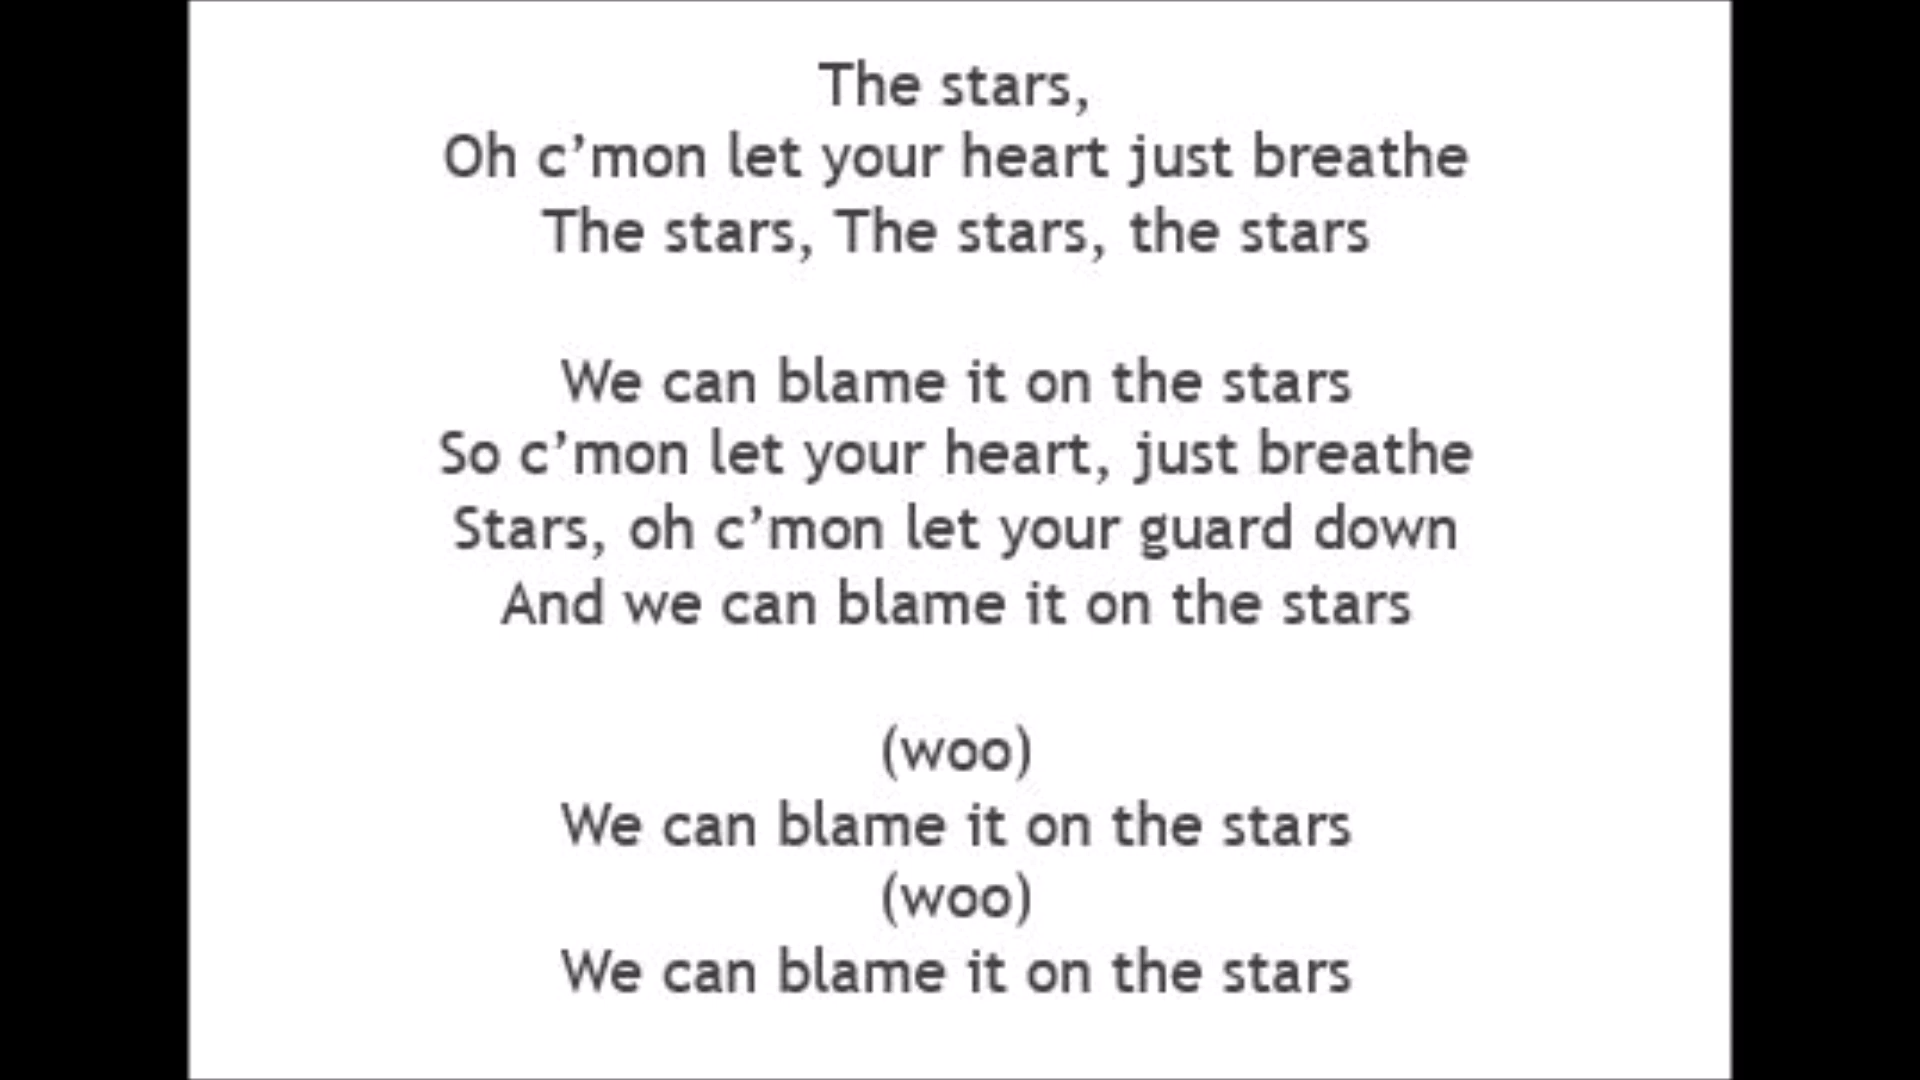 The stars,
Oh c’mon let your heart just breathe
The stars, The stars, the stars
We can blame it on the stars
So c’mon let your heart, just breathe
Stars, oh c’mon let your guard down
And we can blame it on the stars
(woo)
We can blame it on the stars
(woo)
We can blame it on the stars